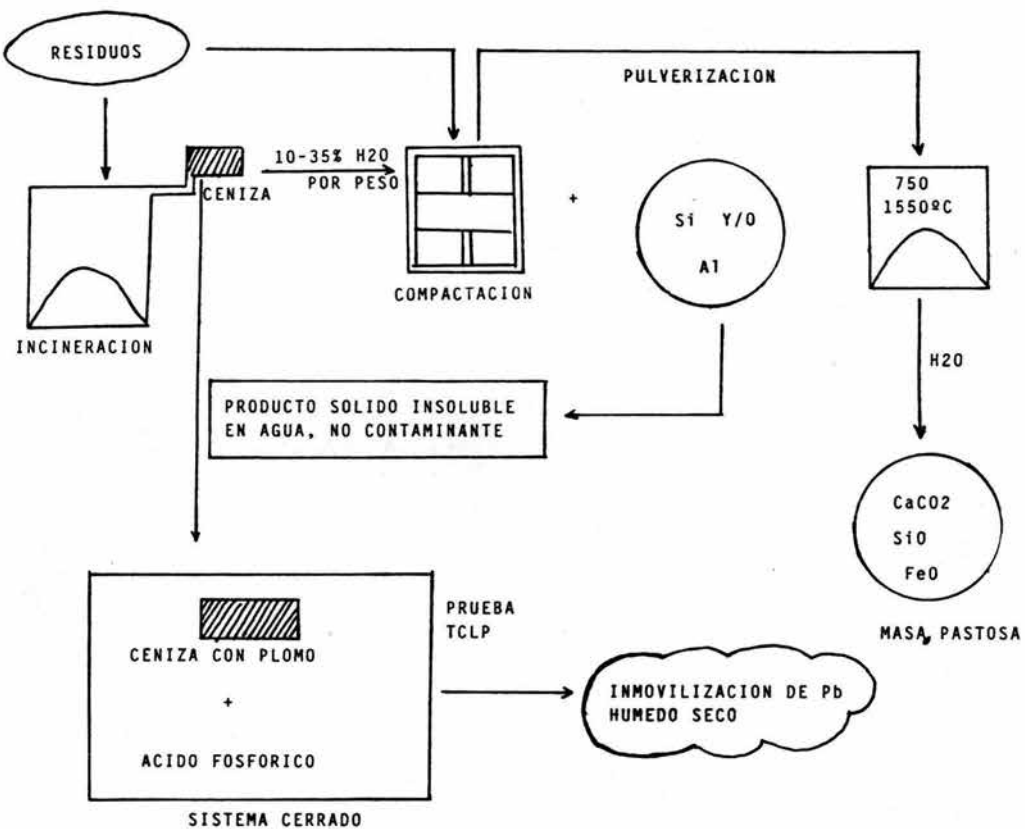 RESIDUOS
PULVERIZACION
10-35% H2O
POR PESO
CENIZA
+
Si Y/O
Al
750
1550ºC
COMPACTACION
INCINERACION
H2O
PRODUCTO SOLIDO INSOLUBLE
EN AGUA, NO CONTAMINANTE
CaCO2
SiO
FeO
MASA PASTOSA
CENIZA CON PLOMO
+
ACIDO FOSFORICO
PRUEBA
TCLP
INMOVILIZACION DE Pb
HUMEDO SECO
SISTEMA CERRADO